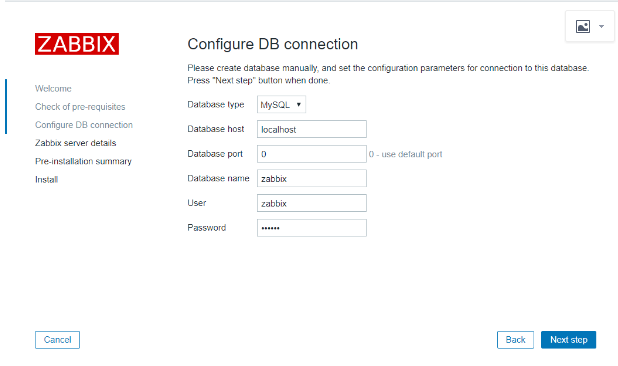 ZABBIX
Configure DB connection
Please create database manually, and set the configuration parameters for connection to this database.
Press "Next step" button when done.
Welcome
Check of pre-requisites
Configure DB connection
Zabbix server details
Pre-installation summary
Install
Database type MySQL
Database host localhost
Database port 0 0 - use default port
Database name zabbix
User zabbix
Password ••••••
Cancel Back Next step